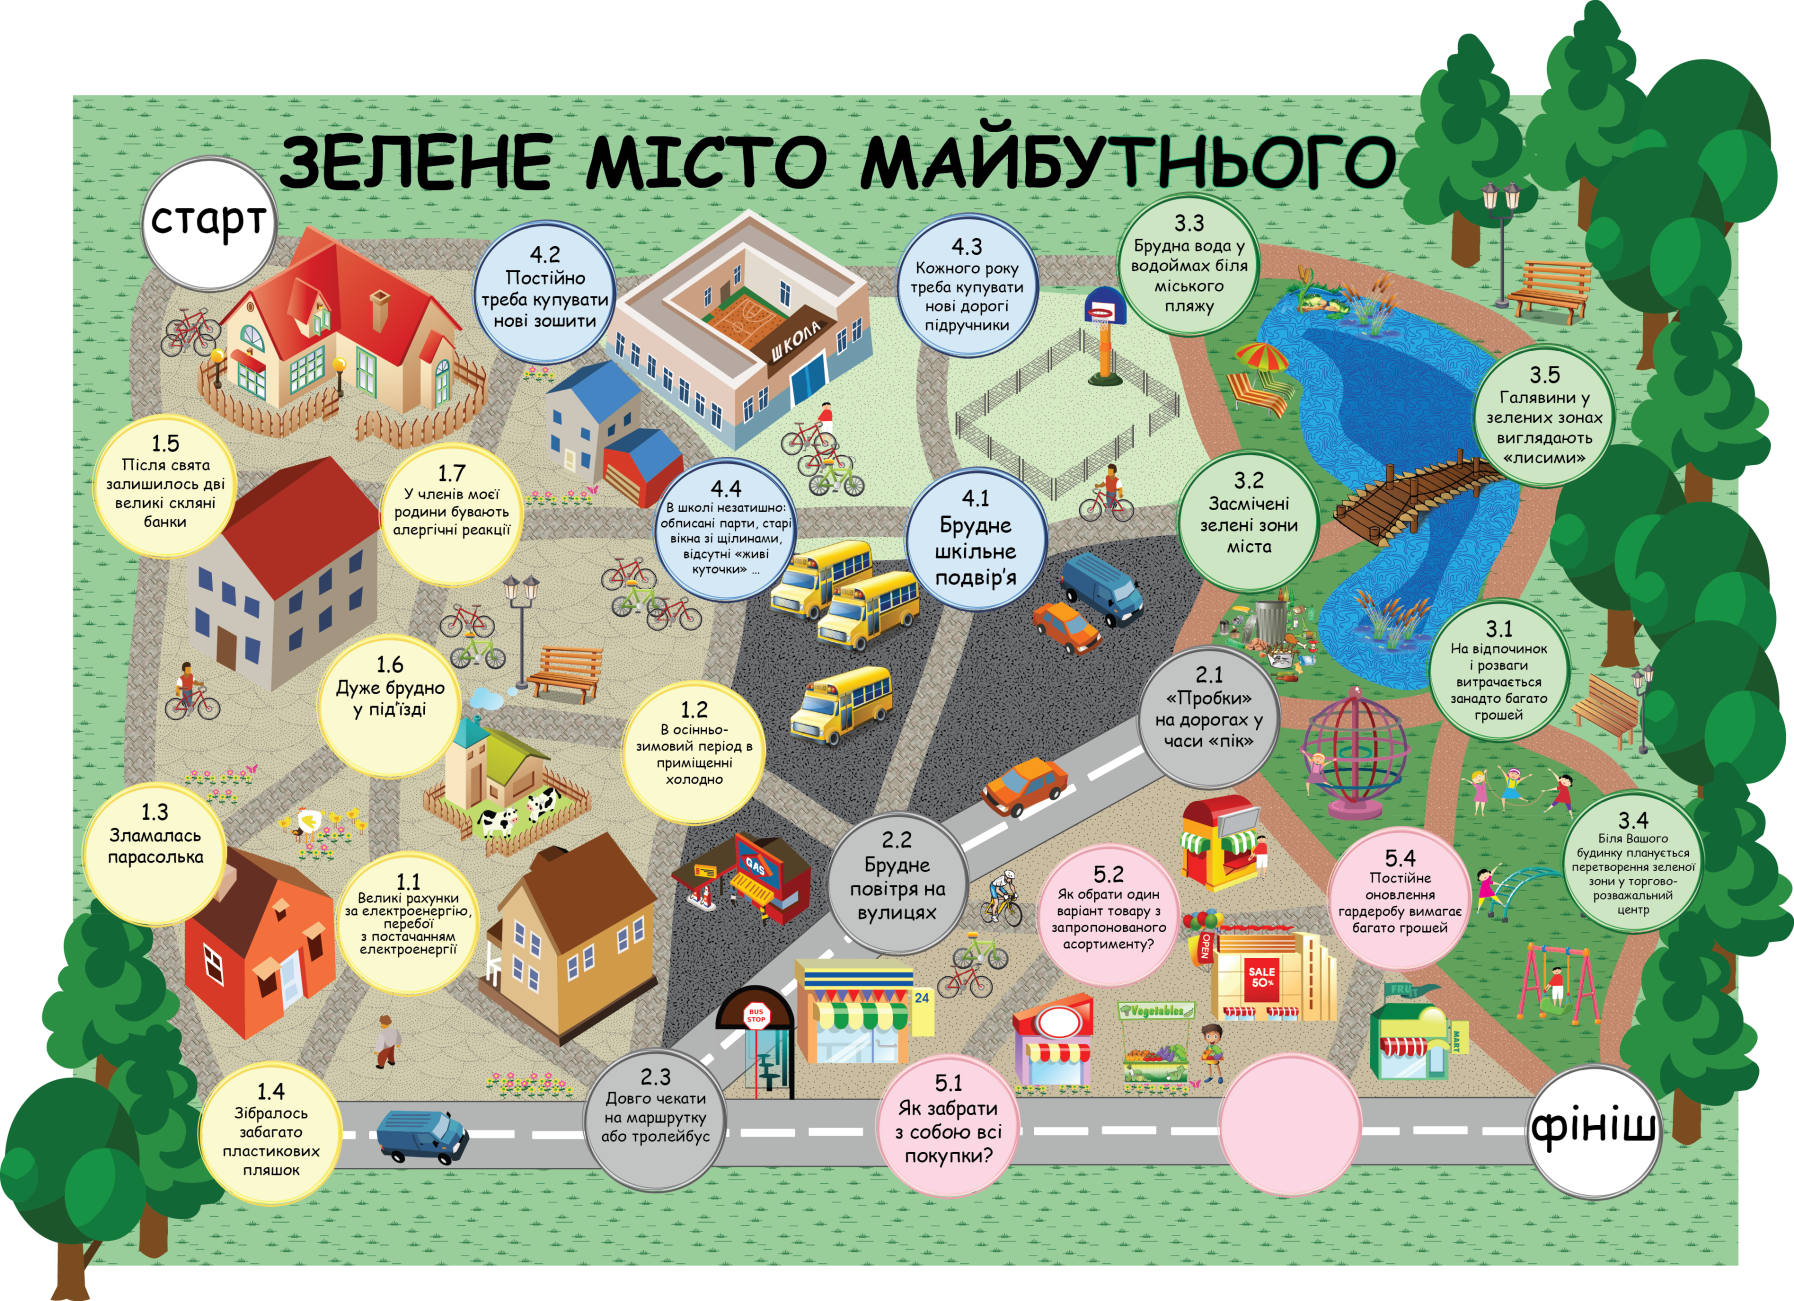 ЗЕЛЕНЕ МІСТО МАЙБУТНЬОГО
старт
4.2
Постійно
треба купувати
нові зошити
ШКОЛА
4.3
Кожного року
треба купувати
нові дорогі
підручники
3.3
Брудна вода у
водоймах біля
міського
пляжу
3.5
Галявини у
зелених зонах
виглядають
«лисими»
1.5
Після свята
залишилось дві
великі скляні
банки
1.7
У членів моєї
родини бувають
алергічні реакції
4.4
В школі незатишно:
обписані парти, старі
вікна зі щілинами,
відсутні «живі
куточки» ...
4.1
Брудне
шкільне
подвір’я
3.2
Засмічені
зелені зони
міста
3.1
На відпочинок
і розваги
витрачається
занадто багато
грошей
1.6
Дуже брудно
у під’їзді
1.2
В осінньо-
зимовий період в
приміщенні
холодно
2.1
«Пробки»
на дорогах у
часи «пік»
1.3
Зламалась
парасолька
1.1
Великі рахунки
за електроенергію,
перебої
з постачанням
електроенергії
GAS
2.2
Брудне
повітря на
вулицях
5.2
Як обрати один
варіант товару з
запропонованого
асортименту?
5.4
Постійне
оновлення
гардеробу вимагає
багато грошей
3.4
Біля Вашого
будинку планується
перетворення зеленої
зони у торгово-
розважальний
центр
OPEN
SALE
50%
24
BUS
STOP
Vegetables
FRUIT
MART
1.4
Зібралось
забагато
пластикових
пляшок
2.3
Довго чекати
на маршрутку
або тролейбус
5.1
Як забрати
з собою всі
покупки?
фініш